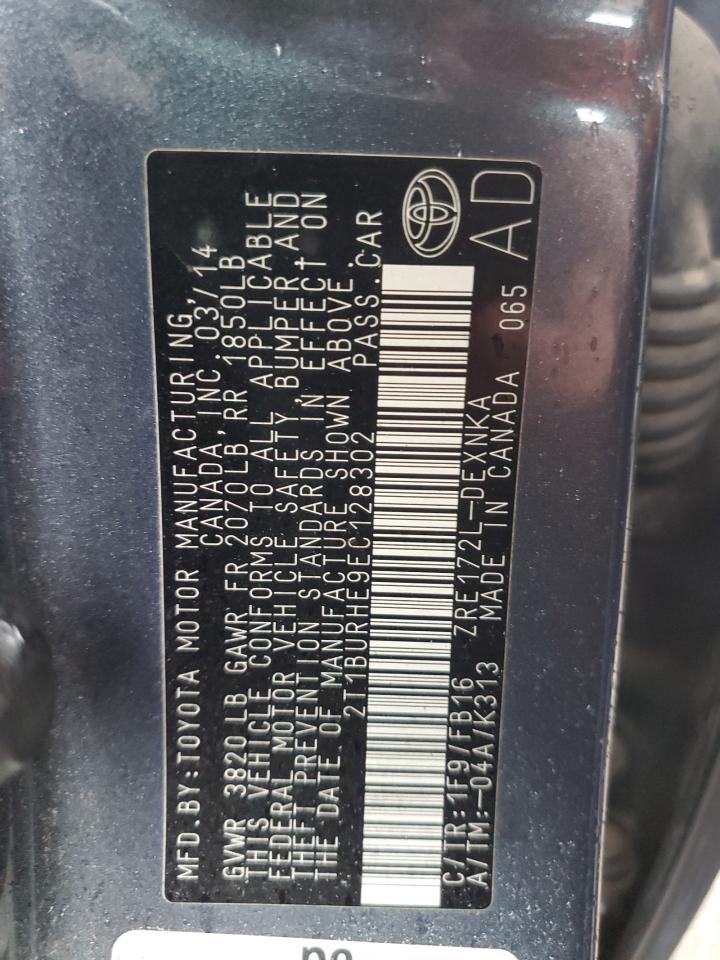 MFD.BY:TOYOTA MOTOR MANUFACTURING,
CANADA, INC. 03/14
GVWR 3820 LB GAWR FR 2070LB RR 1850LB
THIS VEHICLE CONFORMS TO ALL APPLICABLE
FEDERAL MOTOR VEHICLE SAFETY, BUMPER AND
THEFT PREVENTION STANDARDS IN EFFECT ON
THE DATE OF MANUFACTURE SHOWN ABOVE.
2T1BURHE9EC128302 PASS.CAR
C/TR:1F9/FB16 ZRE172L-DEXNKA
A/TM:-04A/K313 MADE IN CANADA 065
AD